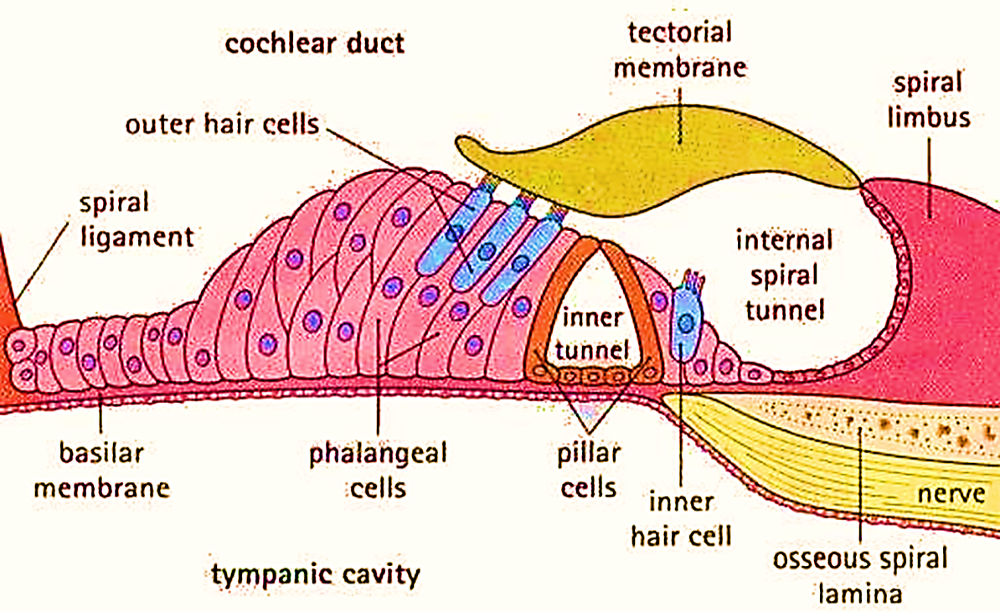 cochlear duct
tectorial
membrane
spiral
limbus
outer hair cells
spiral
ligament
internal
spiral
tunnel
inner
tunnel
basilar
membrane
phalangeal
cells
pillar
cells
inner
hair cell
nerve
osseous spiral
lamina
tympanic cavity